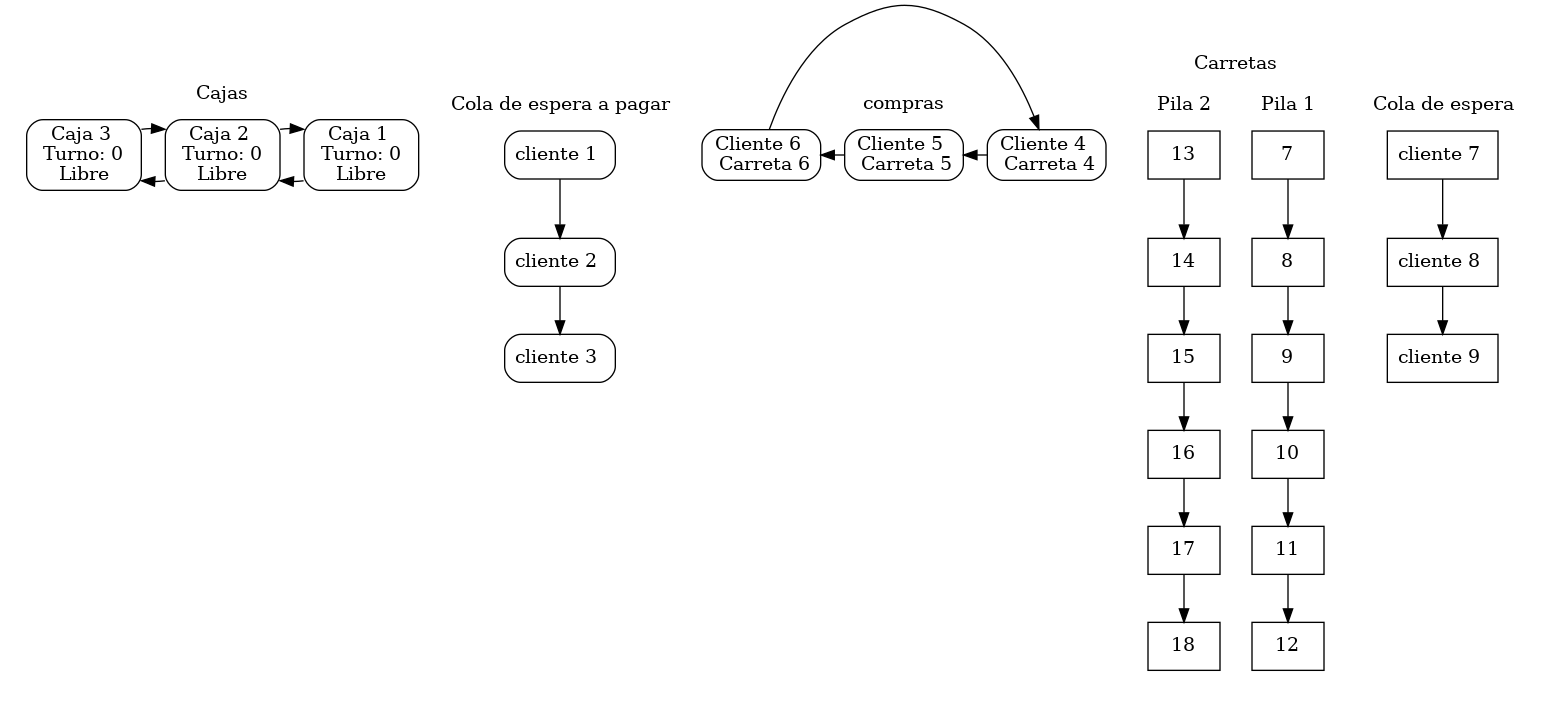 Cajas
Caja 3
Turno: 0
Libre
Caja 2
Turno: 0
Libre
Caja 1
Turno: 0
Libre
Cola de espera a pagar
cliente 1
cliente 2
cliente 3
compras
Cliente 6
Carreta 6
Cliente 5
Carreta 5
Cliente 4
Carreta 4
Carretas
Pila 2
13
14
15
16
17
18
Pila 1
7
8
9
10
11
12
Cola de espera
cliente 7
cliente 8
cliente 9